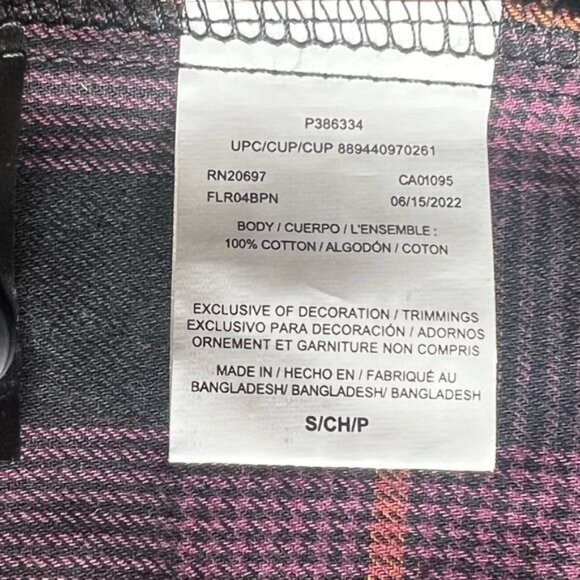 P386334
UPC/CUP/CUP 889440970261
RN20697 CA01095
FLR04BPN 06/15/2022
BODY / CUERPO / L'ENSEMBLE :
100% COTTON / ALGODÓN / COTON
EXCLUSIVE OF DECORATION / TRIMMINGS
EXCLUSIVO PARA DECORACIÓN / ADORNOS
ORNEMENT ET GARNITURE NON COMPRIS
MADE IN / HECHO EN / FABRIQUÉ AU
BANGLADESH/ BANGLADESH/ BANGLADESH
S/CH/P